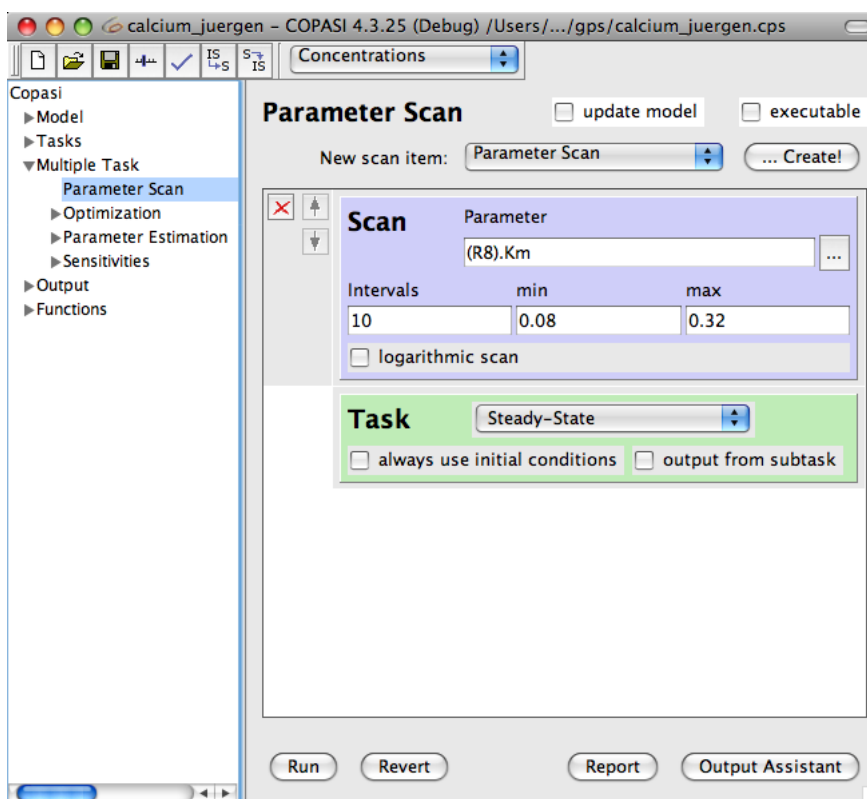 calcium_juergen – COPASI 4.3.25 (Debug) /Users/.../gps/calcium_juergen.cps
IS
S
S
IS
Concentrations
Copasi
Model
Tasks
Multiple Task
Parameter Scan
Optimization
Parameter Estimation
Sensitivities
Output
Functions
Parameter Scan update model executable
New scan item: Parameter Scan ... Create!
Scan Parameter
(R8).Km ...
Intervals min max
10 0.08 0.32
logarithmic scan
Task Steady-State
always use initial conditions output from subtask
Run Revert Report Output Assistant